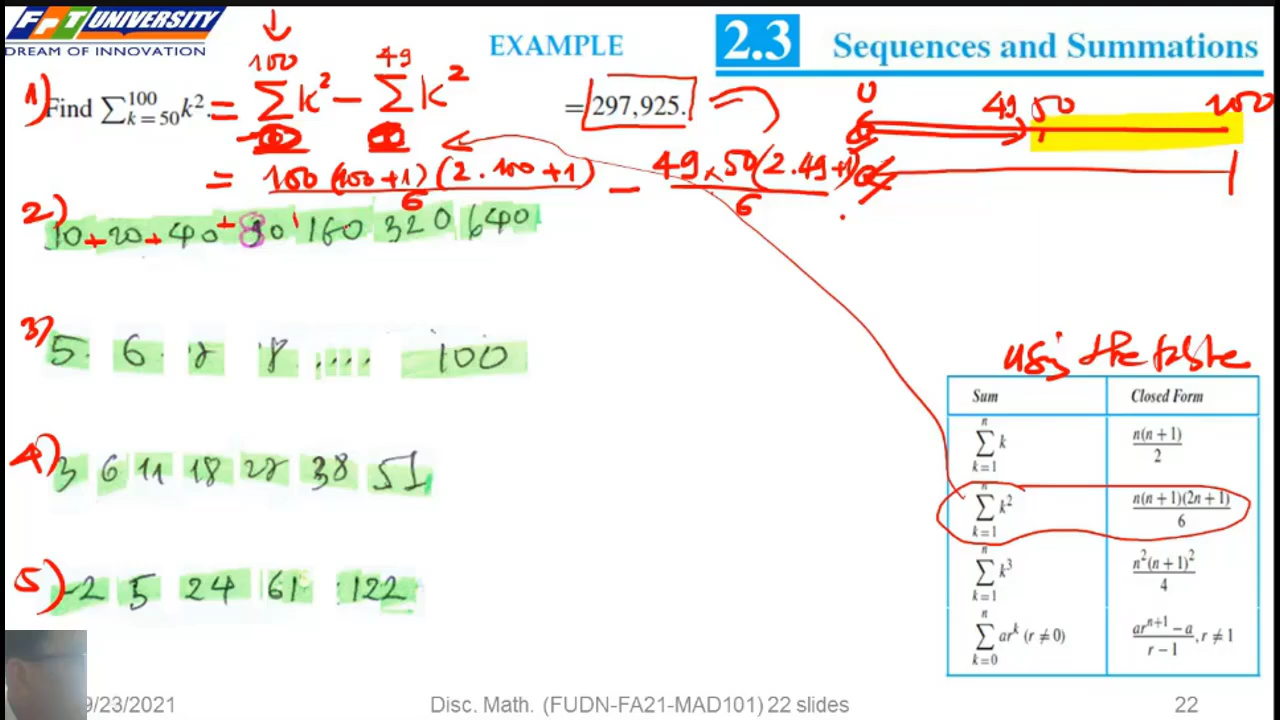 FPT UNIVERSITY
DREAM OF INNOVATION
EXAMPLE
2.3 Sequences and Summations
1) Find ∑_{k=50}^{100} k². = ∑^{100} k² − ∑^{49} k² = 297,925.
= 100(100+1)(2.100+1)/6 − 49×50(2.49+1)/6
0 49 50 100
2) 10 + 20 + 40 + 80 160 320 640
3) 5. 6. 7 8 .... 100
using the table
Sum Closed Form
∑_{k=1}^{n} k n(n+1)/2
∑_{k=1}^{n} k² n(n+1)(2n+1)/6
∑_{k=1}^{n} k³ n²(n+1)²/4
∑_{k=0}^{n} ar^k (r ≠ 0) (ar^{n+1} − a)/(r − 1), r ≠ 1
4) 3 6 11 18 27 38 51
5) -2 5 24 61 122
9/23/2021
Disc. Math. (FUDN-FA21-MAD101) 22 slides
22